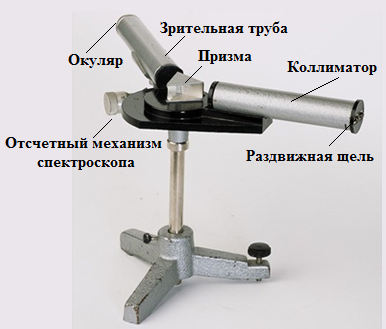 Зрительная труба
Окуляр
Призма
Коллиматор
Отсчетный механизм
спектроскопа
Раздвижная щель